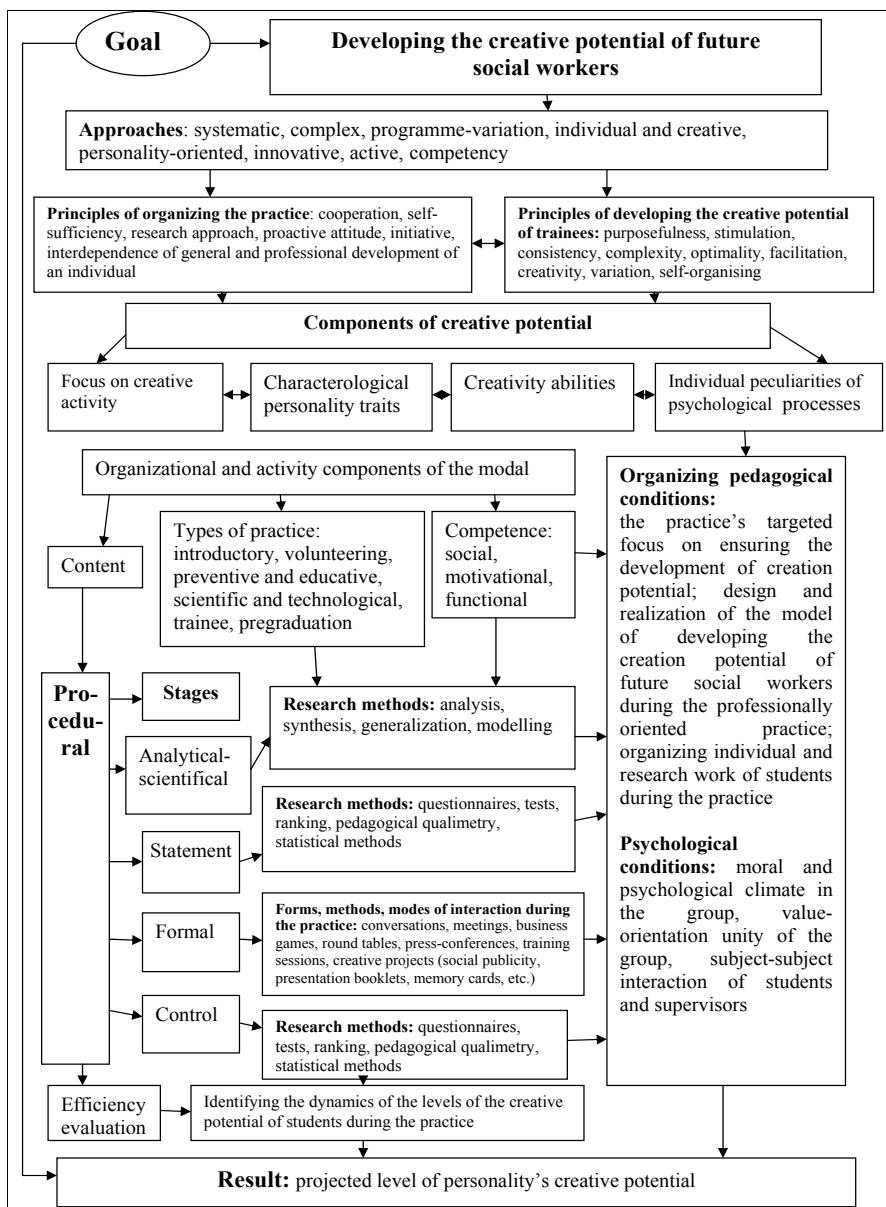 Goal
Developing the creative potential of future
social workers
Approaches: systematic, complex, programme-variation, individual and creative,
personality-oriented, innovative, active, competency
Principles of organizing the practice: cooperation, self-
sufficiency, research approach, proactive attitude, initiative,
interdependence of general and professional development of
an individual
Principles of developing the creative potential
of trainees: purposefulness, stimulation,
consistency, complexity, optimality, facilitation,
creativity, variation, self-organising
Components of creative potential
Focus on creative
activity
Characterological
personality traits
Creativity abilities
Individual peculiarities of
psychological processes
Organizational and activity components of the modal
Content
Types of practice:
introductory, volunteering,
preventive and educative,
scientific and technological,
trainee, pregraduation
Competence:
social,
motivational,
functional
Organizing pedagogical
conditions:
the practice's targeted
focus on ensuring the
development of creation
potential; design and
realization of the model
of developing the
creation potential of
future social workers
during the professionally
oriented practice;
organizing individual and
research work of students
during the practice
Psychological
conditions: moral and
psychological climate in
the group, value-
orientation unity of the
group, subject-subject
interaction of students
and supervisors
Pro-
cedu-
ral
Stages
Analytical-
scientifical
Research methods: analysis,
synthesis, generalization, modelling
Statement
Research methods: questionnaires, tests,
ranking, pedagogical qualimetry,
statistical methods
Formal
Forms, methods, modes of interaction during
the practice: conversations, meetings, business
games, round tables, press-conferences, training
sessions, creative projects (social publicity,
presentation booklets, memory cards, etc.)
Control
Research methods: questionnaires,
tests, ranking, pedagogical qualimetry,
statistical methods
Efficiency
evaluation
Identifying the dynamics of the levels of the creative
potential of students during the practice
Result: projected level of personality's creative potential